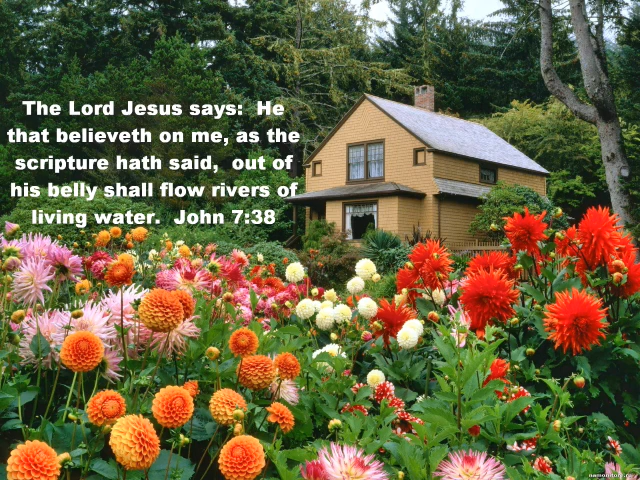 The Lord Jesus says:  He
that believeth on me, as the
scripture hath said,  out of
his belly shall flow rivers of
living water.  John 7:38